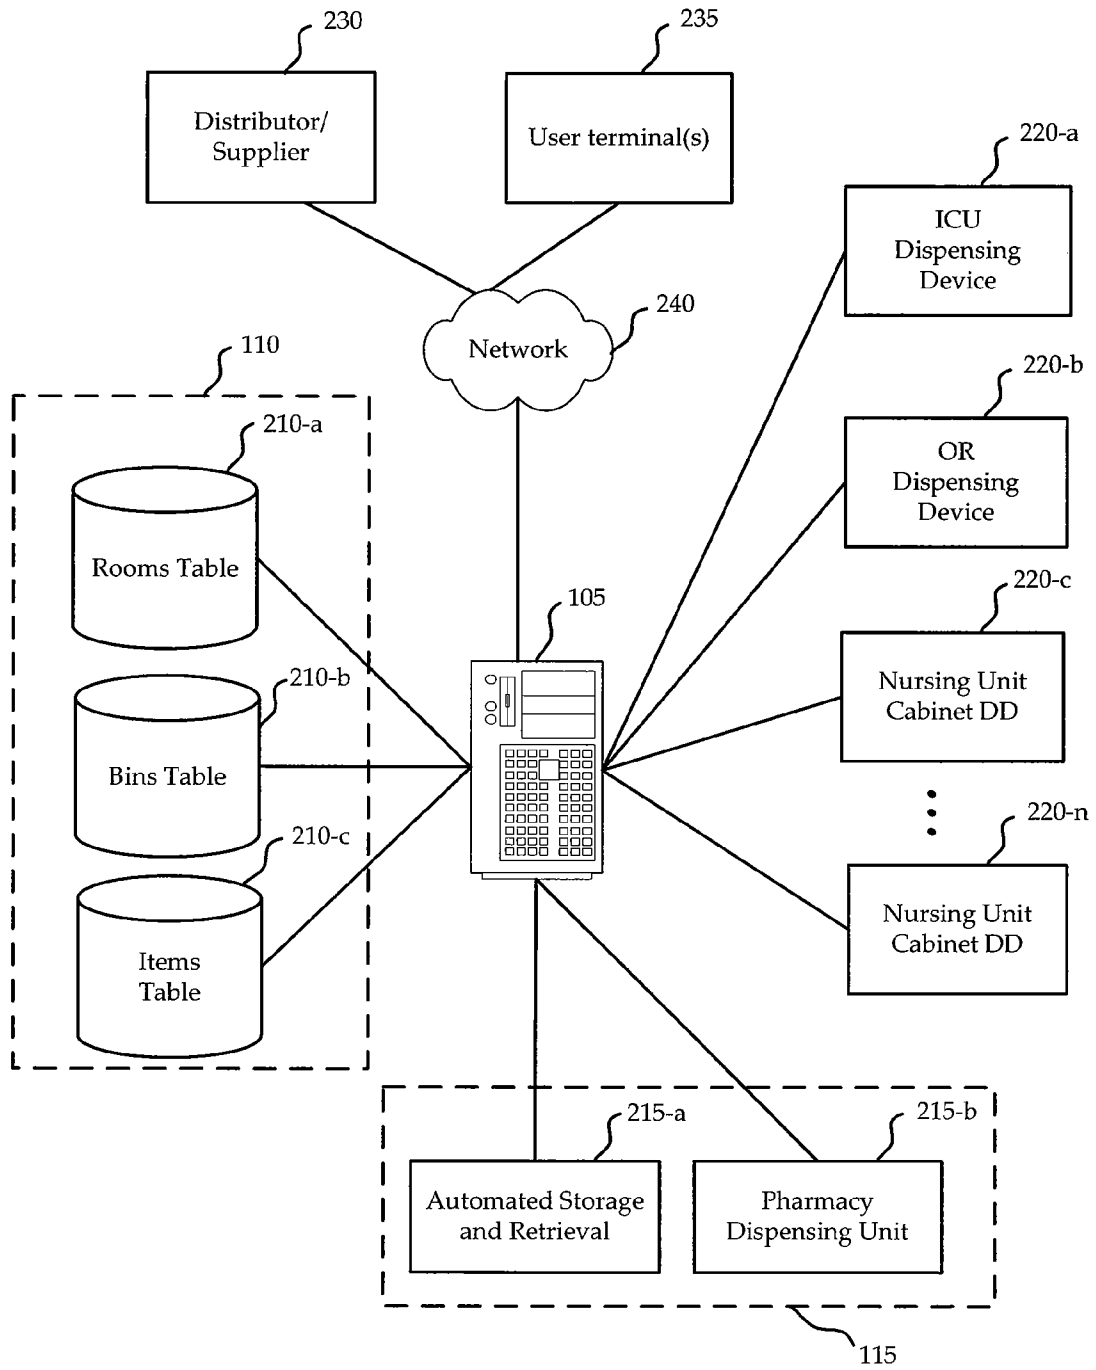 230
235
Distributor/
Supplier
User terminal(s)
220-a
ICU
Dispensing
Device
240
Network
110
220-b
210-a
OR
Dispensing
Device
Rooms Table
105
220-c
210-b
Nursing Unit
Cabinet DD
Bins Table
210-c
220-n
Nursing Unit
Cabinet DD
Items
Table
215-a
215-b
Automated Storage
and Retrieval
Pharmacy
Dispensing Unit
115